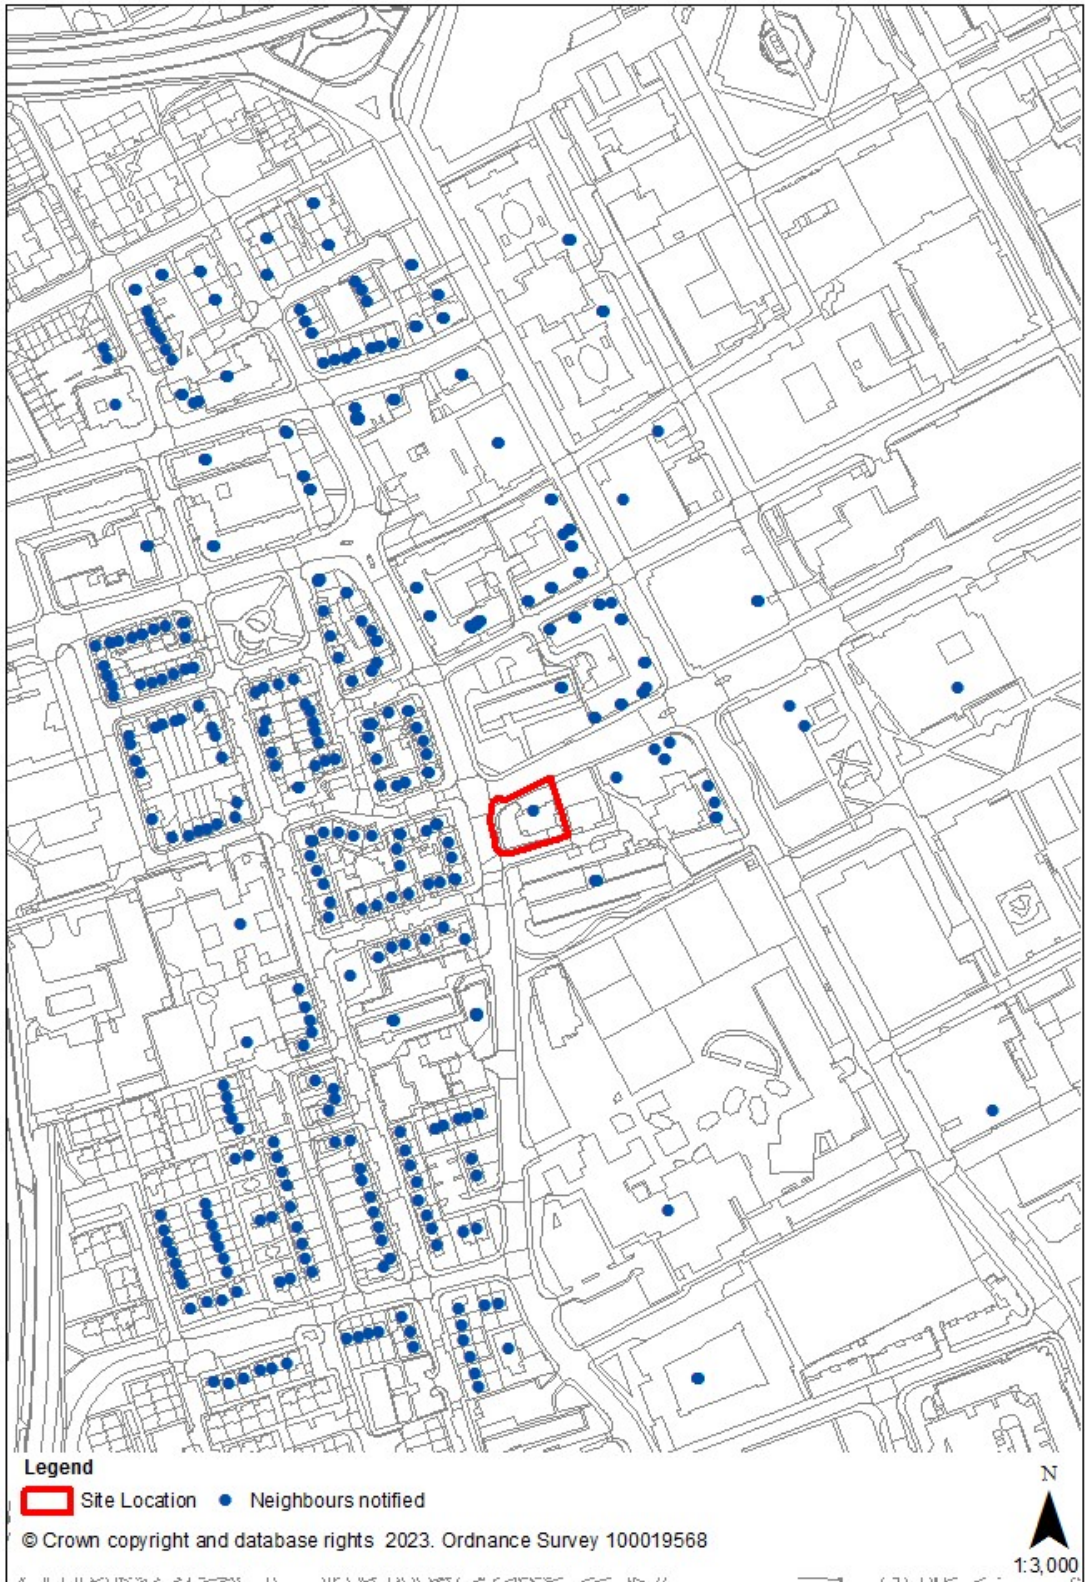 Legend
Site Location Neighbours notified
N
© Crown copyright and database rights 2023. Ordnance Survey 100019568
1:3,000